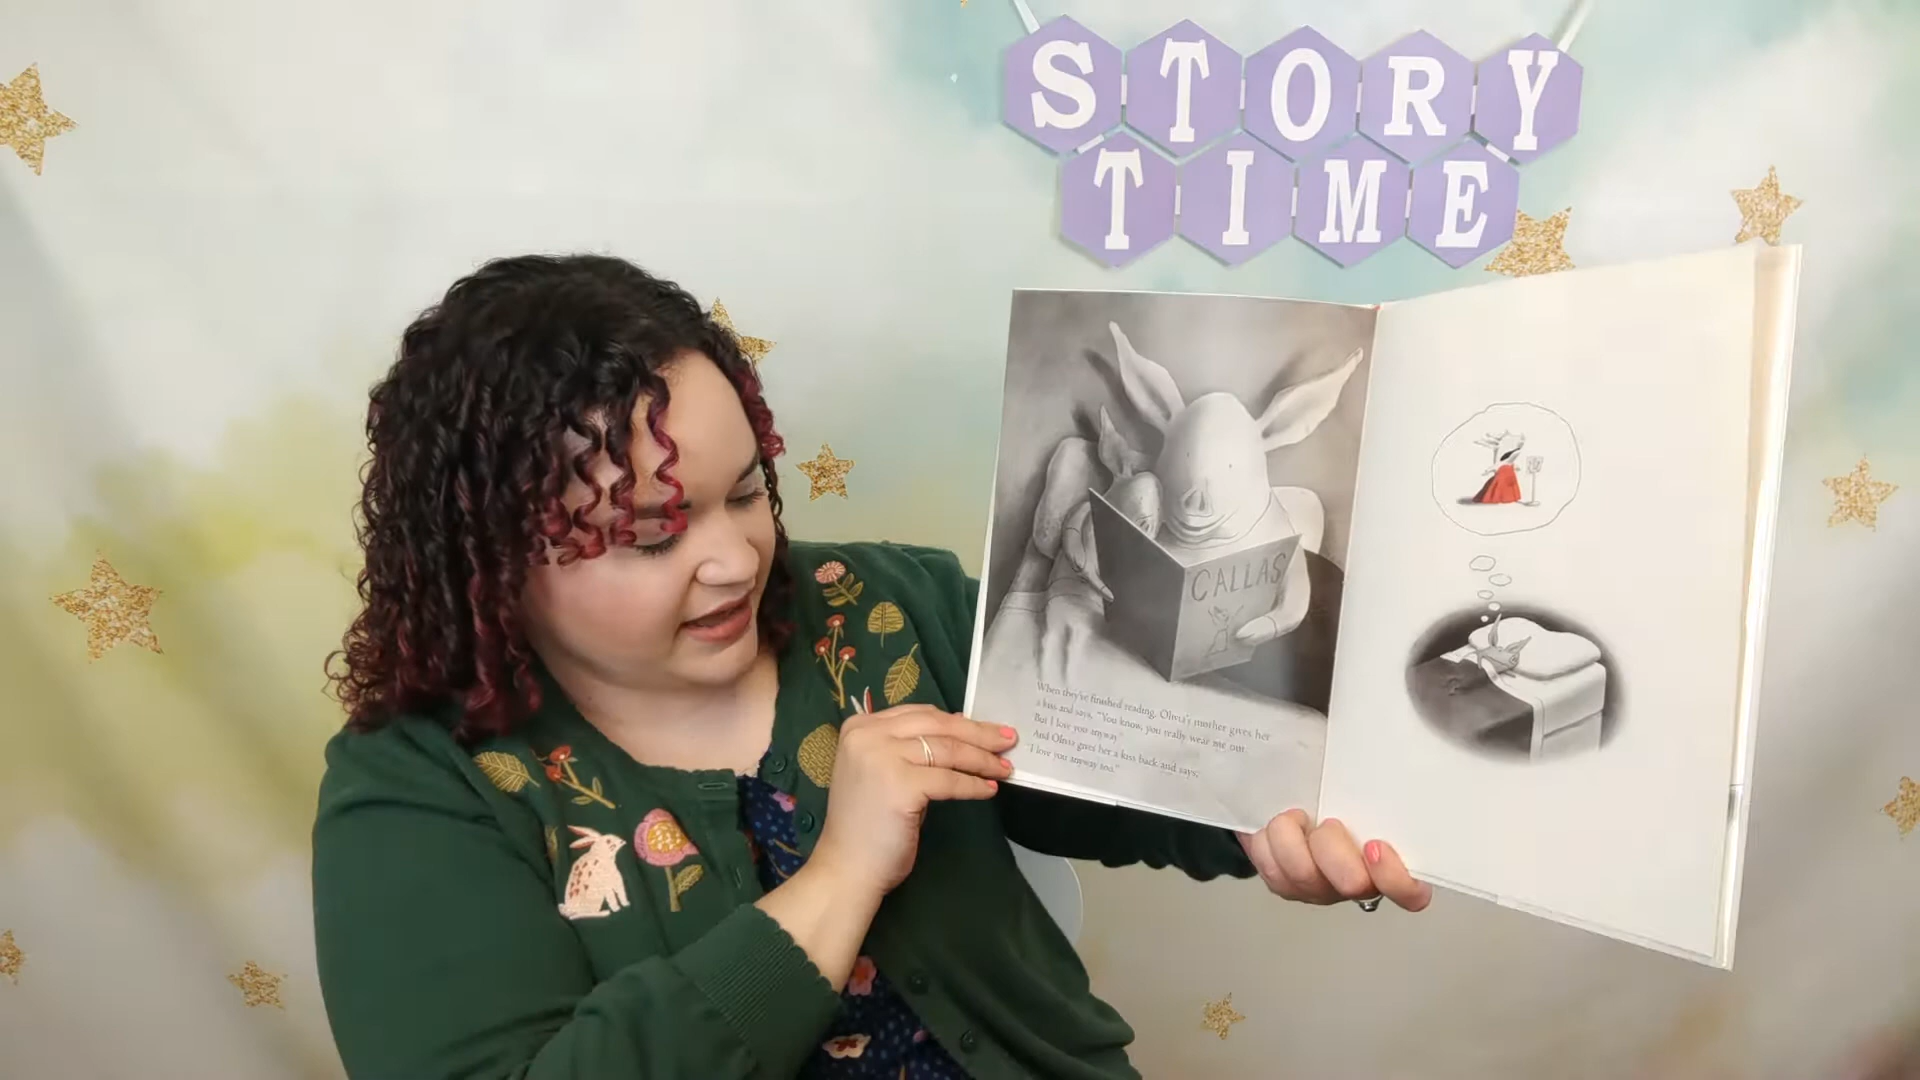 STORY
TIME
CALLAS
When they've finished reading, Olivia's mother gives her
a kiss and says, "You know, you really wear me out.
But I love you anyway."
And Olivia gives her a kiss back and says,
"I love you anyway too."